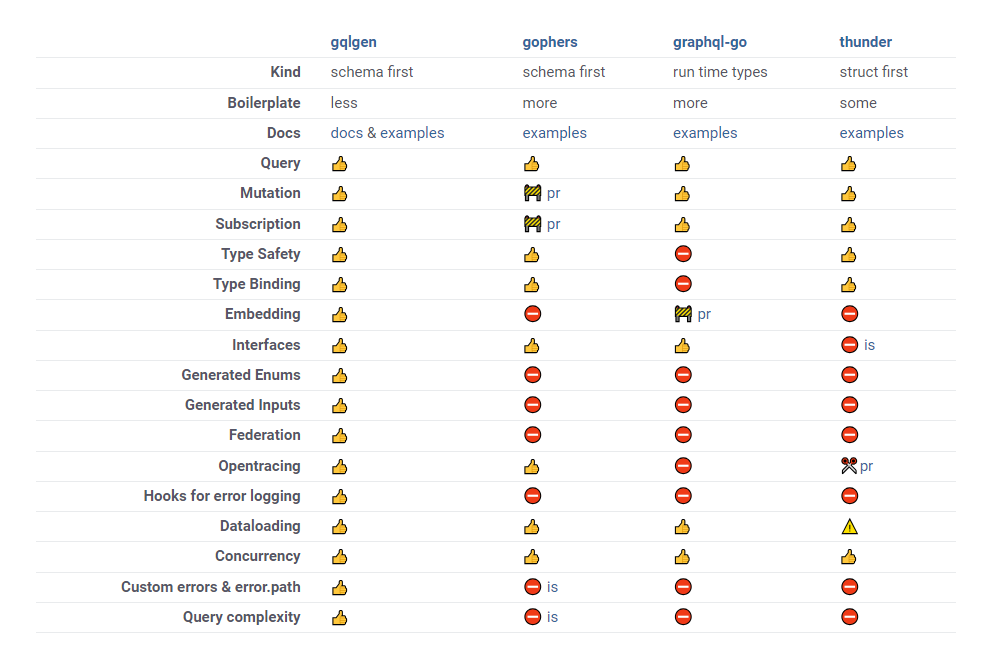 gqlgen gophers graphql-go thunder
Kind schema first schema first run time types struct first
Boilerplate less more more some
Docs docs & examples examples examples examples
Query 👍 👍 👍 👍
Mutation 👍 🚧 pr 👍 👍
Subscription 👍 🚧 pr 👍 👍
Type Safety 👍 👍 ⛔ 👍
Type Binding 👍 👍 ⛔ 👍
Embedding 👍 ⛔ 🚧 pr ⛔
Interfaces 👍 👍 👍 ⛔ is
Generated Enums 👍 ⛔ ⛔ ⛔
Generated Inputs 👍 ⛔ ⛔ ⛔
Federation 👍 ⛔ ⛔ ⛔
Opentracing 👍 👍 ⛔ ✂️pr
Hooks for error logging 👍 ⛔ ⛔ ⛔
Dataloading 👍 👍 👍 ⚠️
Concurrency 👍 👍 👍 👍
Custom errors & error.path 👍 ⛔ is ⛔ ⛔
Query complexity 👍 ⛔ is ⛔ ⛔